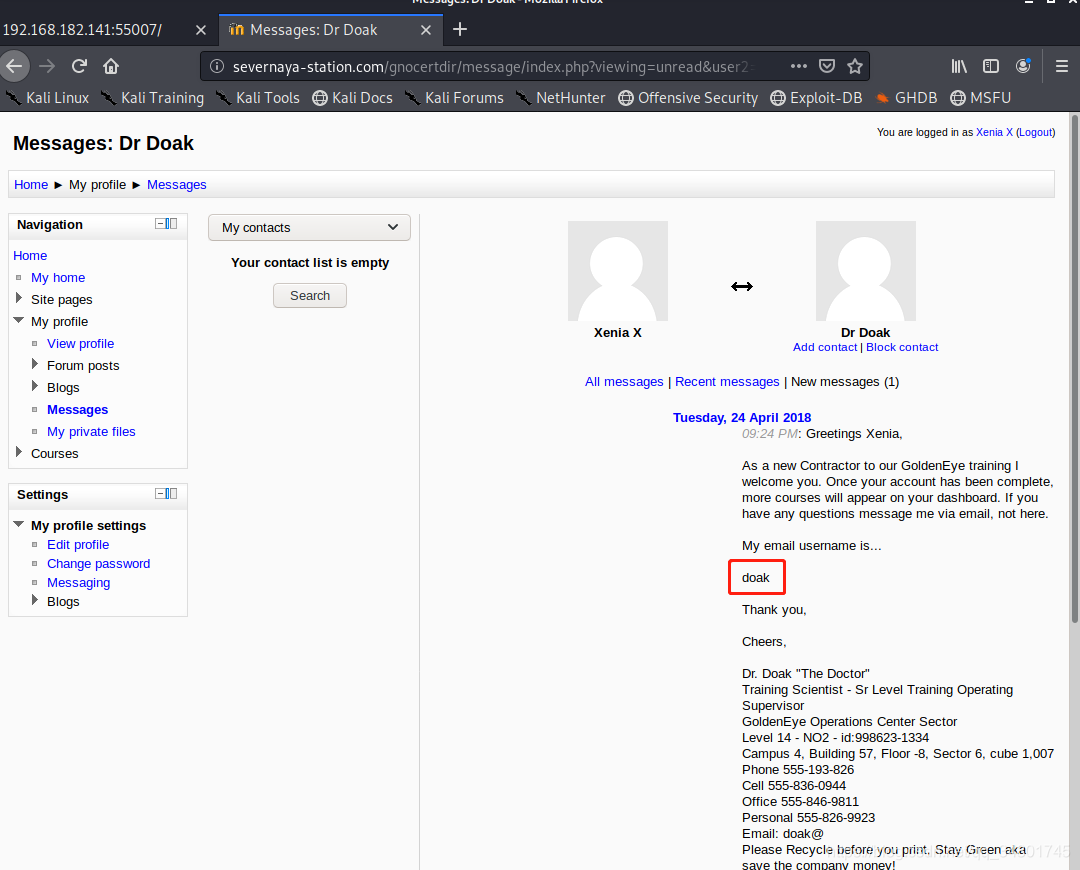 Messages: Dr Doak - Mozilla Firefox
192.168.182.141:55007/
Messages: Dr Doak
severnaya-station.com/gnocertdir/message/index.php?viewing=unread&user2=
Kali Linux
Kali Training
Kali Tools
Kali Docs
Kali Forums
NetHunter
Offensive Security
Exploit-DB
GHDB
MSFU
Messages: Dr Doak
You are logged in as Xenia X (Logout)
Home ► My profile ► Messages
Navigation
Home
My home
Site pages
My profile
View profile
Forum posts
Blogs
Messages
My private files
Courses
Settings
My profile settings
Edit profile
Change password
Messaging
Blogs
My contacts
Your contact list is empty
Search
Xenia X
Dr Doak
Add contact | Block contact
All messages | Recent messages | New messages (1)
Tuesday, 24 April 2018
09:24 PM: Greetings Xenia,
As a new Contractor to our GoldenEye training I
welcome you. Once your account has been complete,
more courses will appear on your dashboard. If you
have any questions message me via email, not here.
My email username is...
doak
Thank you,
Cheers,
Dr. Doak "The Doctor"
Training Scientist - Sr Level Training Operating
Supervisor
GoldenEye Operations Center Sector
Level 14 - NO2 - id:998623-1334
Campus 4, Building 57, Floor -8, Sector 6, cube 1,007
Phone 555-193-826
Cell 555-836-0944
Office 555-846-9811
Personal 555-826-9923
Email: doak@
Please Recycle before you print, Stay Green aka
save the company money!